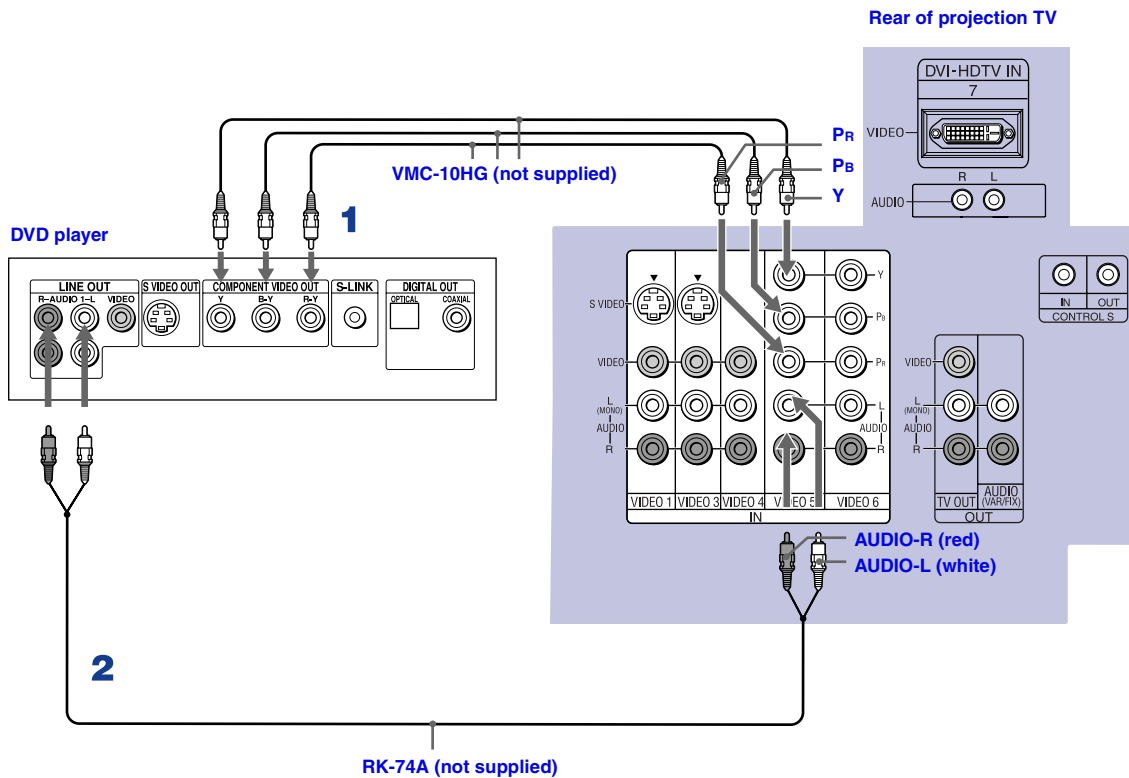 Rear of projection TV
DVI-HDTV IN
7
VIDEO
R L
AUDIO
PR
PB
Y
VMC-10HG (not supplied)
1
DVD player
LINE OUT
R–AUDIO 1–L VIDEO
S VIDEO OUT
COMPONENT VIDEO OUT
Y B-Y R-Y
S-LINK
DIGITAL OUT
OPTICAL COAXIAL
S VIDEO
VIDEO
L
(MONO)
AUDIO
R
Y
PB
PR
L
AUDIO
R
VIDEO 1 VIDEO 3 VIDEO 4 VIDEO 5 VIDEO 6
IN
IN OUT
CONTROL S
VIDEO
L
(MONO)
AUDIO
R
TV OUT
AUDIO
(VAR/FIX)
OUT
AUDIO-R (red)
AUDIO-L (white)
2
RK-74A (not supplied)